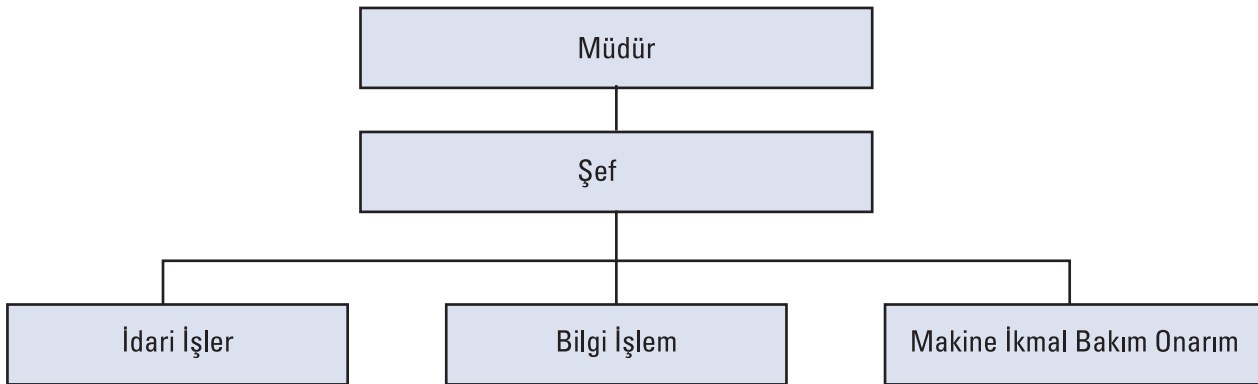 Müdür
Şef
İdari İşler
Bilgi İşlem
Makine İkmal Bakım Onarım